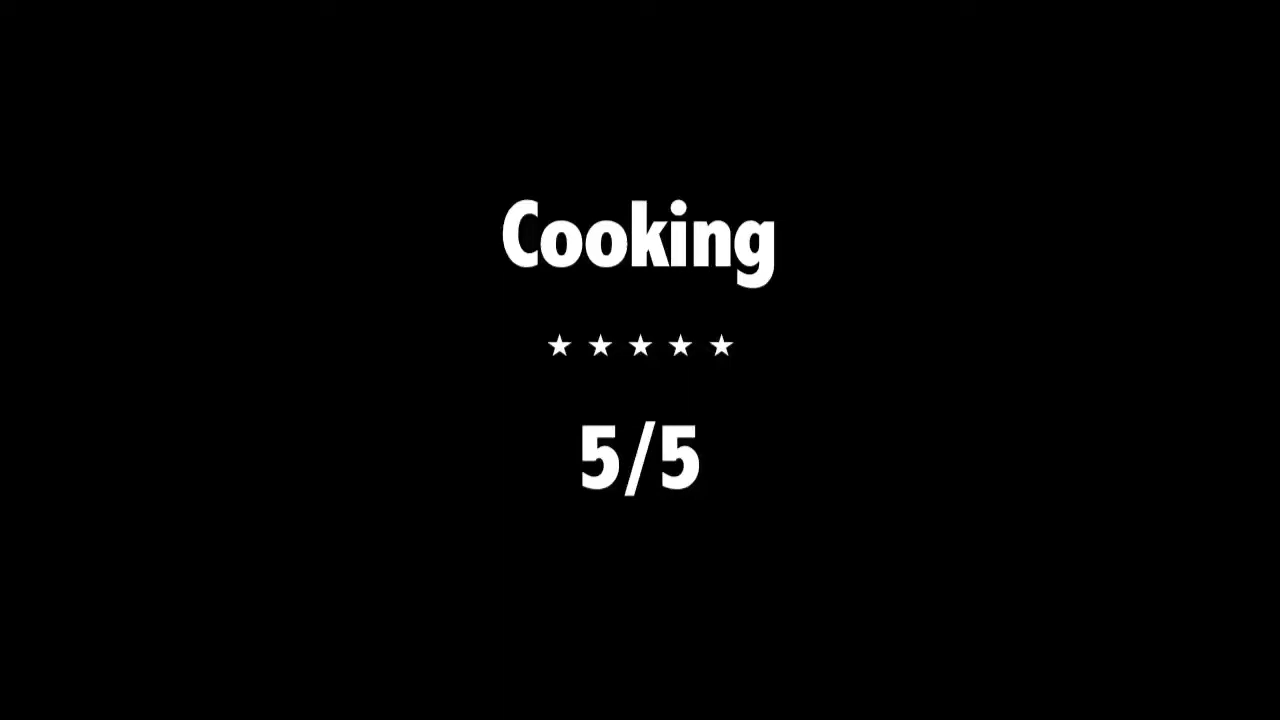 Cooking
★ ★ ★ ★ ★
5/5